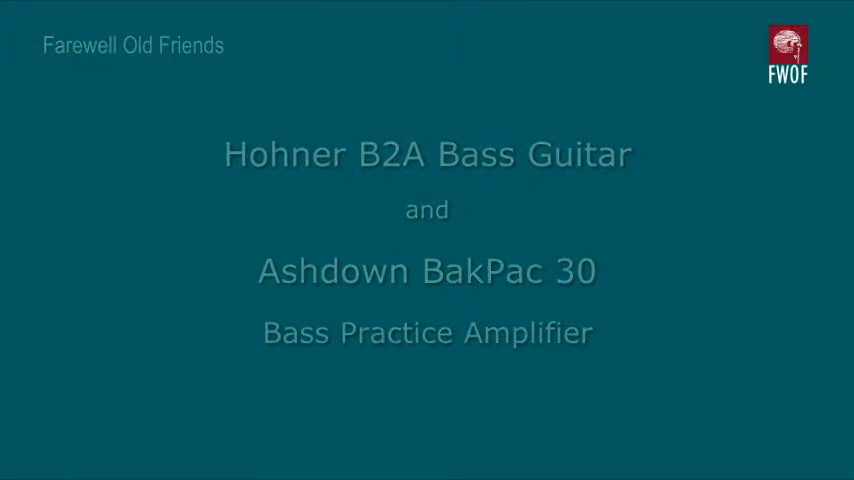 Farewell Old Friends
FWOF
Hohner B2A Bass Guitar
and
Ashdown BakPac 30
Bass Practice Amplifier